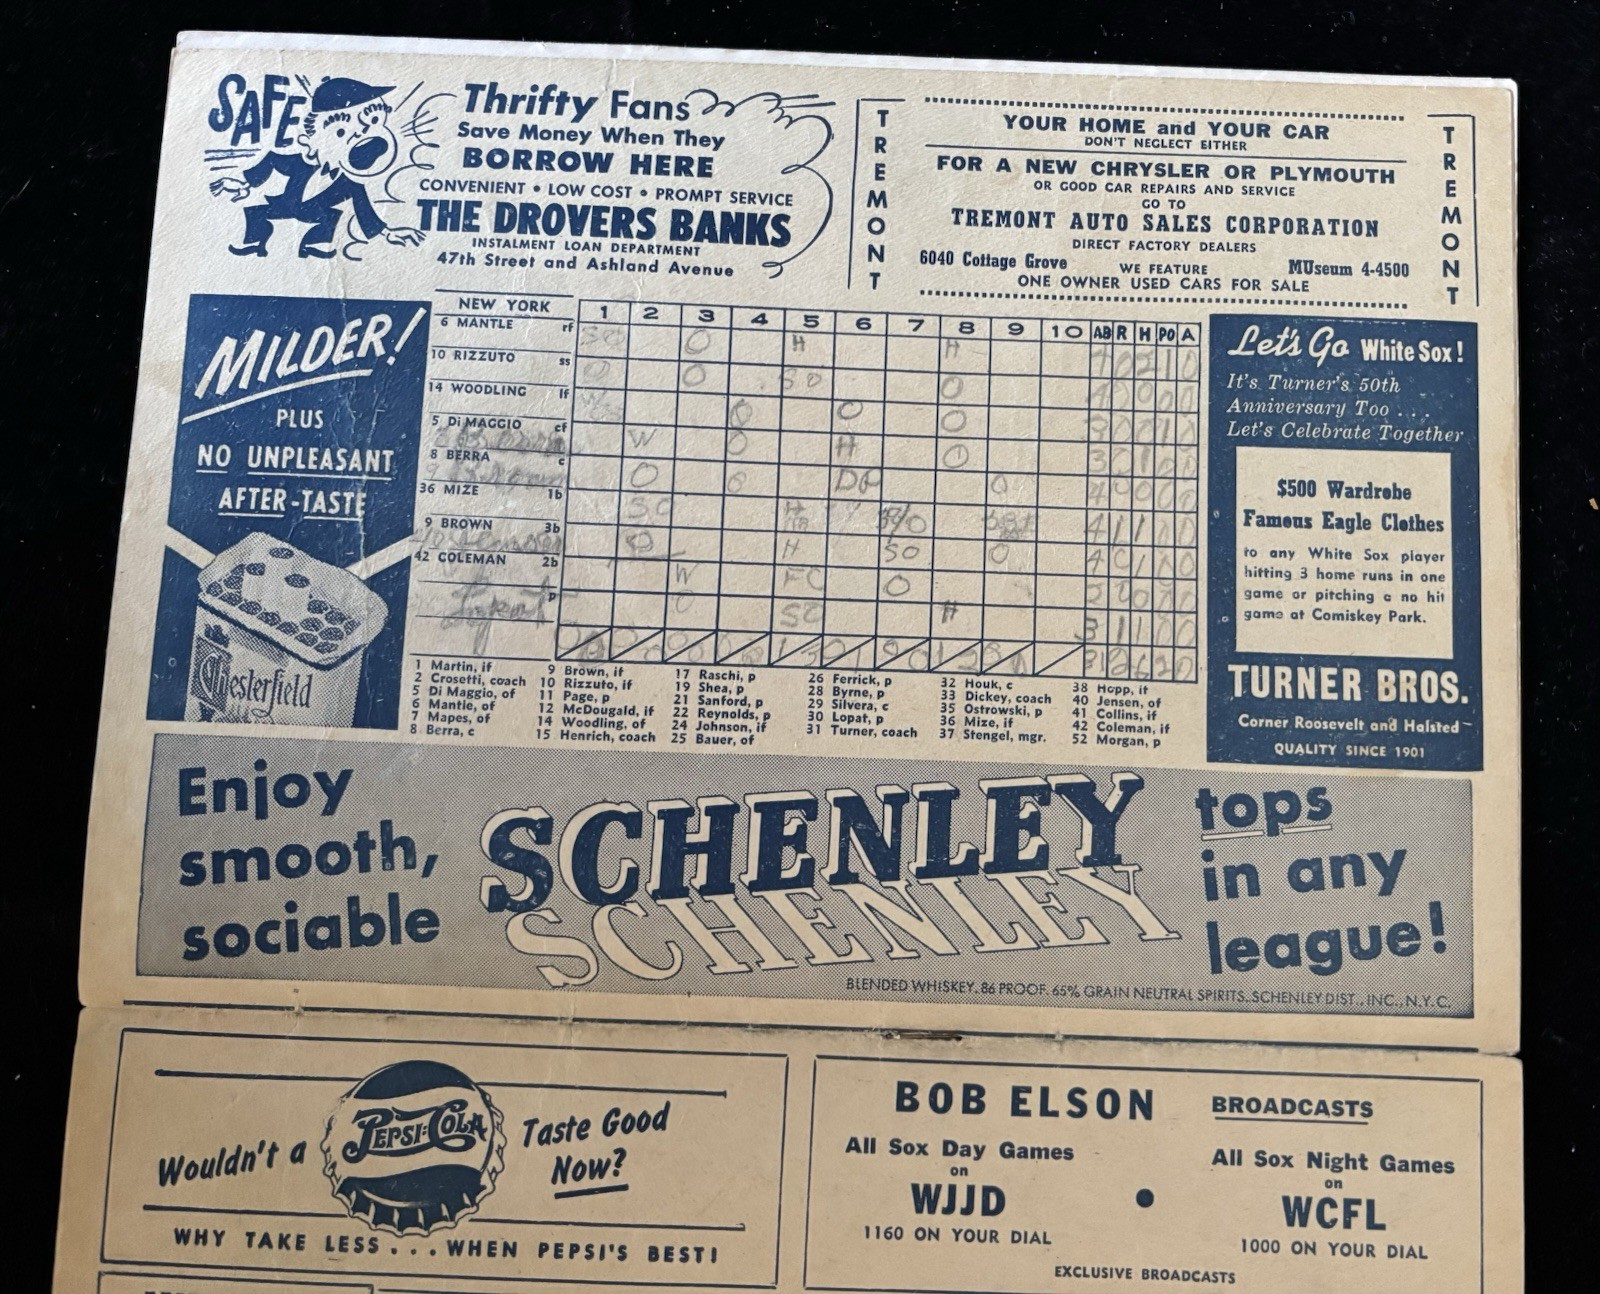 SAFE
Thrifty Fans
Save Money When They
BORROW HERE
CONVENIENT • LOW COST • PROMPT SERVICE
THE DROVERS BANKS
INSTALMENT LOAN DEPARTMENT
47th Street and Ashland Avenue
TREMONT
YOUR HOME and YOUR CAR
DON'T NEGLECT EITHER
FOR A NEW CHRYSLER OR PLYMOUTH
OR GOOD CAR REPAIRS AND SERVICE
GO TO
TREMONT AUTO SALES CORPORATION
DIRECT FACTORY DEALERS
6040 Cottage Grove WE FEATURE MUseum 4-4500
ONE OWNER USED CARS FOR SALE
TREMONT
MILDER!
PLUS
NO UNPLEASANT
AFTER-TASTE
Chesterfield
NEW YORK 1 2 3 4 5 6 7 8 9 10 AB R H PO A
6 MANTLE rf O H H
10 RIZZUTO ss O O SO O
14 WOODLING lf O O O
5 Di MAGGIO cf W O H O
8 BERRA c O O DP O
36 MIZE 1b
9 BROWN 3b H SO O
42 COLEMAN 2b W O
p H
1 Martin, if
2 Crosetti, coach
5 Di Maggio, of
6 Mantle, of
7 Mapes, of
8 Berra, c
9 Brown, if
10 Rizzuto, if
11 Page, p
12 McDougald, if
14 Woodling, of
15 Henrich, coach
17 Raschi, p
19 Shea, p
21 Sanford, p
22 Reynolds, p
24 Johnson, if
25 Bauer, of
26 Ferrick, p
28 Byrne, p
29 Silvera, c
30 Lopat, p
31 Turner, coach
32 Houk, c
33 Dickey, coach
35 Ostrowski, p
36 Mize, if
37 Stengel, mgr.
38 Hopp, if
40 Jensen, of
41 Collins, if
42 Coleman, if
52 Morgan, p
Let's Go White Sox!
It's Turner's 50th
Anniversary Too . . .
Let's Celebrate Together
$500 Wardrobe
Famous Eagle Clothes
to any White Sox player
hitting 3 home runs in one
game or pitching a no hit
game at Comiskey Park.
TURNER BROS.
Corner Roosevelt and Halsted
QUALITY SINCE 1901
Enjoy
smooth,
sociable
SCHENLEY
SCHENLEY
tops
in any
league!
BLENDED WHISKEY. 86 PROOF. 65% GRAIN NEUTRAL SPIRITS. SCHENLEY DIST., INC., N.Y.C.
Wouldn't a
PEPSI-COLA
Taste Good
Now?
WHY TAKE LESS . . . WHEN PEPSI'S BEST!
BOB ELSON BROADCASTS
All Sox Day Games
on
WJJD
1160 ON YOUR DIAL
•
All Sox Night Games
on
WCFL
1000 ON YOUR DIAL
EXCLUSIVE BROADCASTS